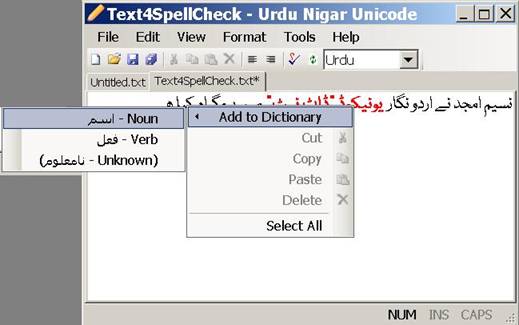 Text4SpellCheck - Urdu Nigar Unicode
File Edit View Format Tools Help
Urdu
Untitled.txt Text4SpellCheck.txt*
نسیم امجد نے اردو نگار یونیکوڈ "ڈاٹ نیٹ"
Add to Dictionary
Noun - اسم
Verb - فعل
(Unknown - نامعلوم)
Cut
Copy
Paste
Delete
Select All
NUM INS CAPS